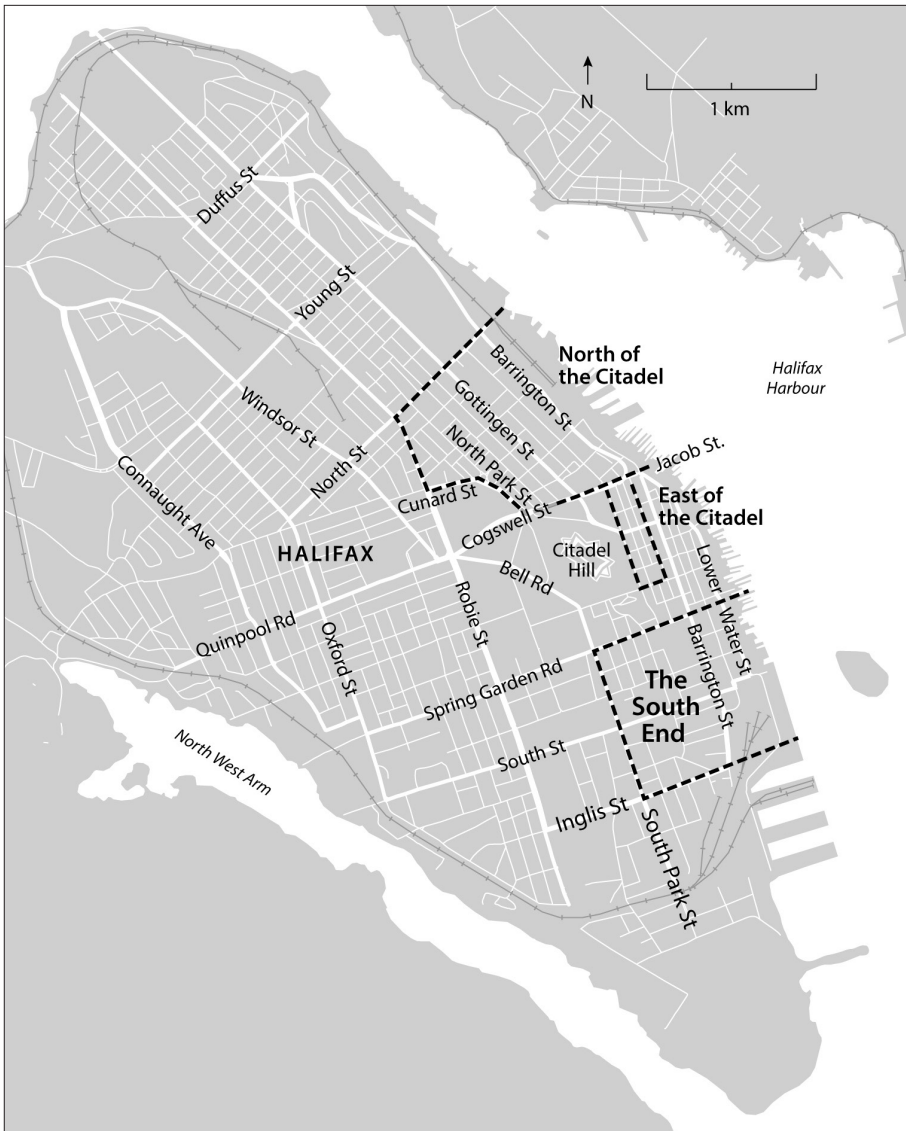 N
1 km
Duffus St
Young St
North of
the Citadel
Barrington St
Halifax
Harbour
Gottingen St
Windsor St
North Park St
North St
Jacob St.
Connaught Ave
Cunard St
East of
the Citadel
Cogswell St
HALIFAX
Citadel
Hill
Bell Rd
Lower Water St
Robie St
Quinpool Rd
Oxford St
Barrington St
Spring Garden Rd
The
South
End
South St
North West Arm
Inglis St
South Park St